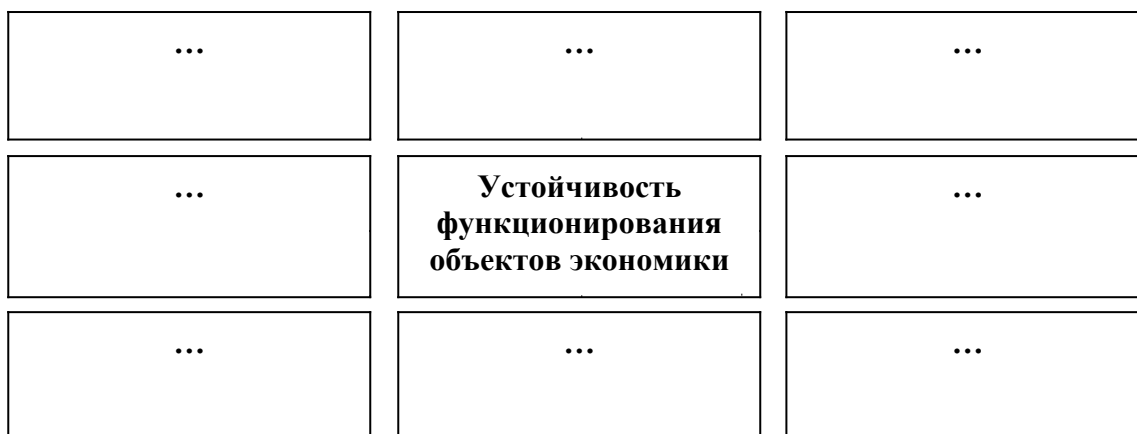 … … …
… Устойчивость …
функционирования
объектов экономики
… … …